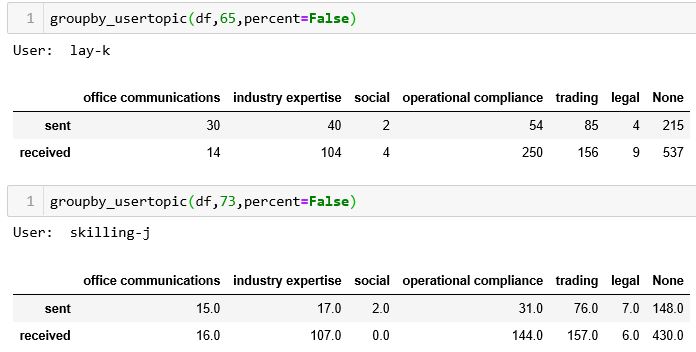 1 groupby_usertopic(df,65,percent=False)
User: lay-k
office communications industry expertise social operational compliance trading legal None
sent 30 40 2 54 85 4 215
received 14 104 4 250 156 9 537
1 groupby_usertopic(df,73,percent=False)
User: skilling-j
office communications industry expertise social operational compliance trading legal None
sent 15.0 17.0 2.0 31.0 76.0 7.0 148.0
received 16.0 107.0 0.0 144.0 157.0 6.0 430.0